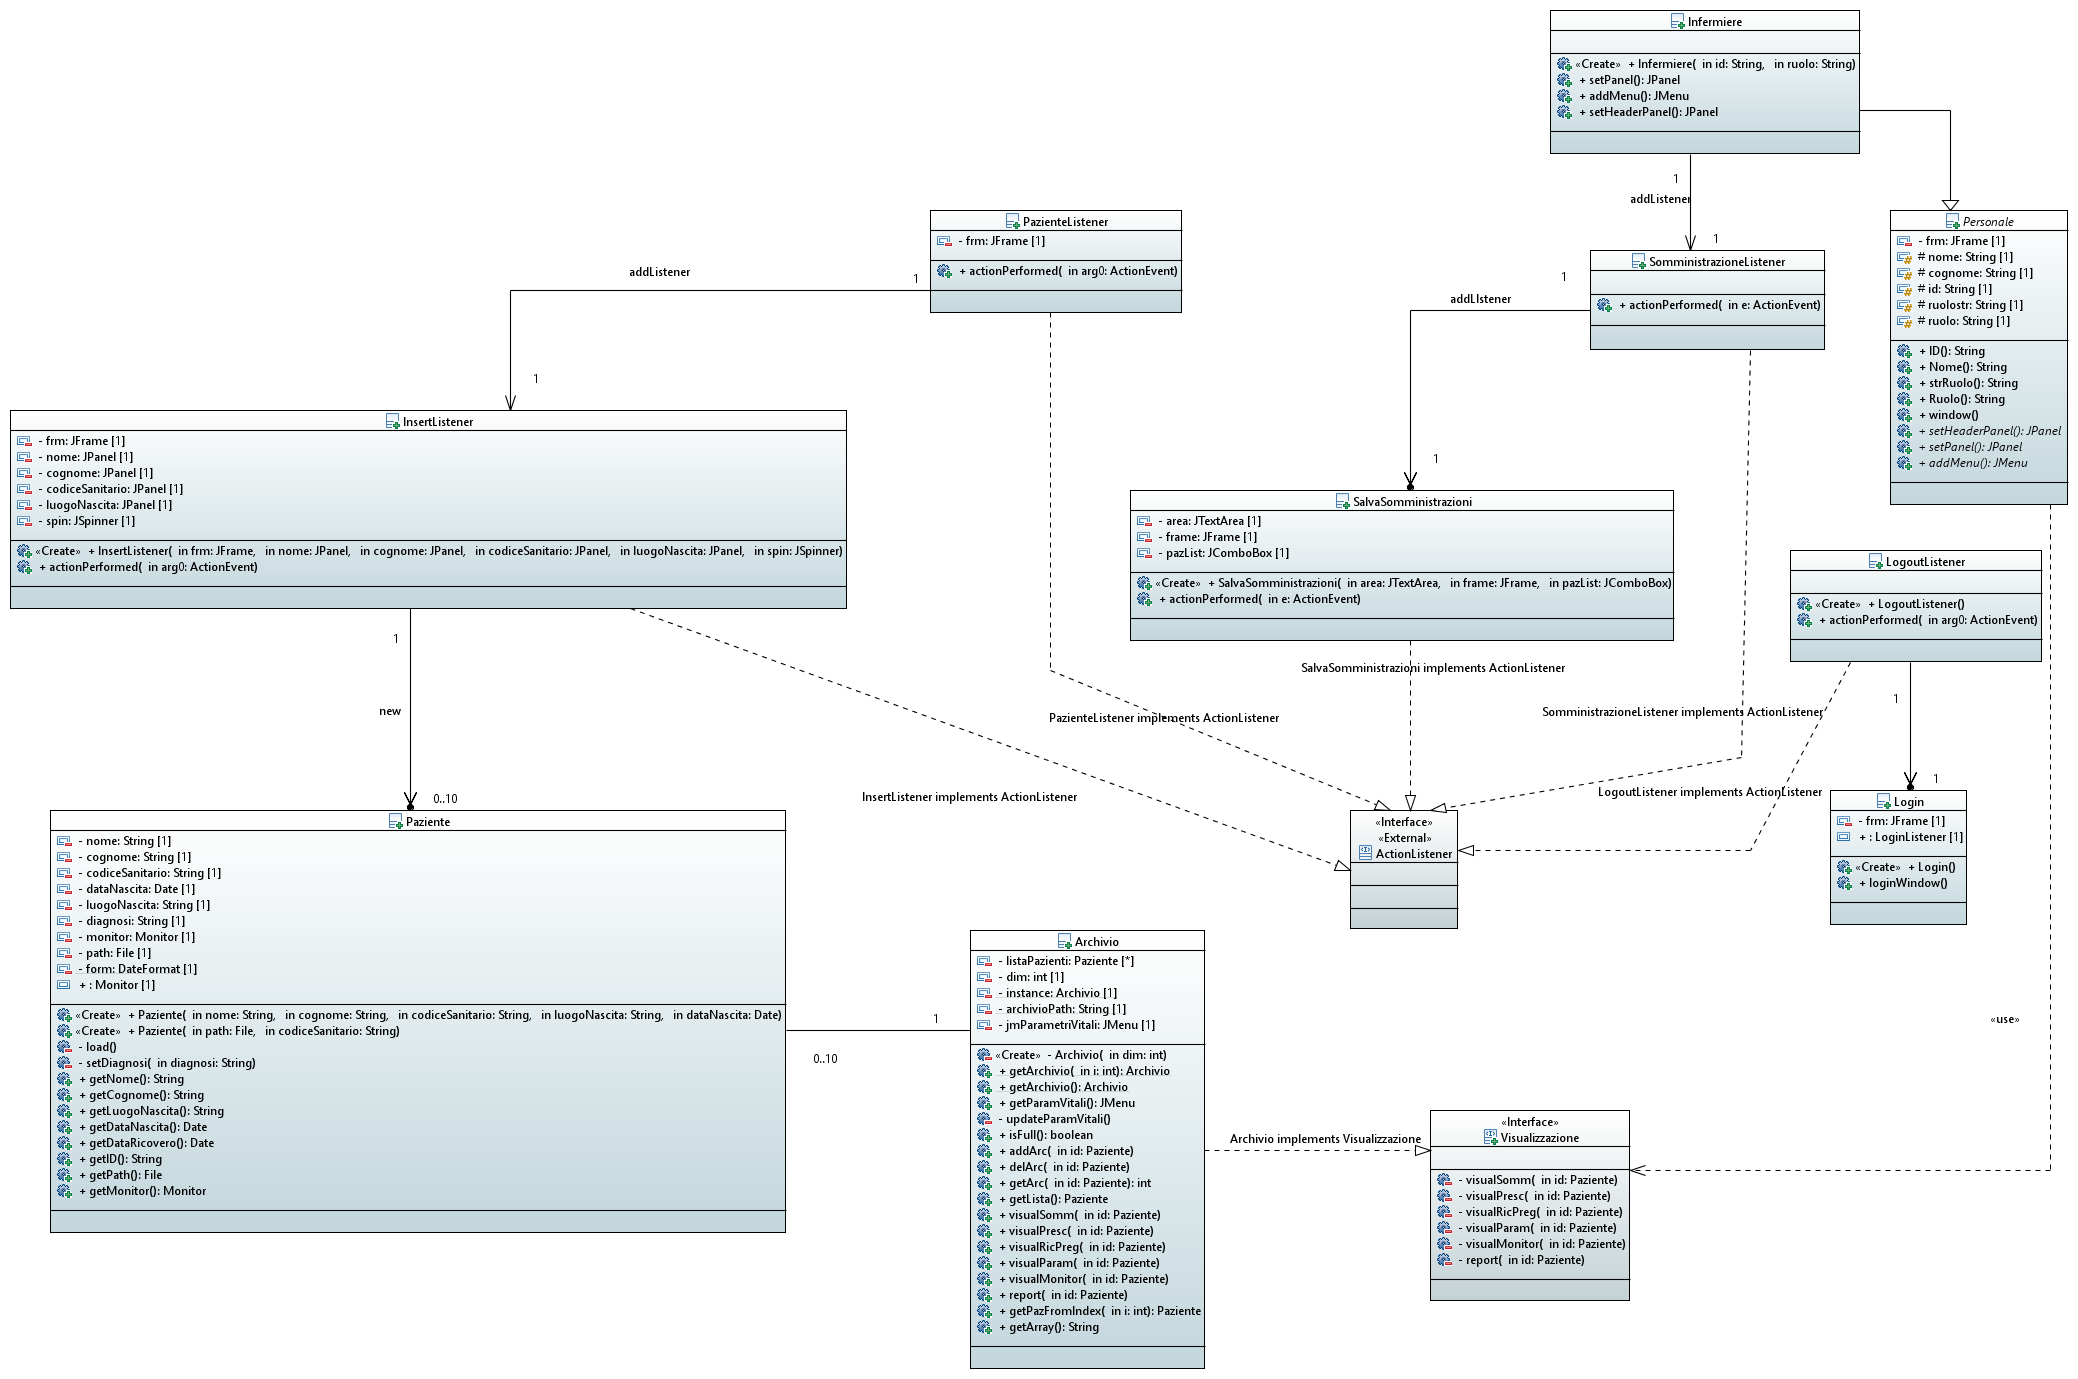 Infermiere
«Create» + Infermiere( in id: String, in ruolo: String)
+ setPanel(): JPanel
+ addMenu(): JMenu
+ setHeaderPanel(): JPanel
1
addListener
1
Personale
- frm: JFrame [1]
# nome: String [1]
# cognome: String [1]
# id: String [1]
# ruolostr: String [1]
# ruolo: String [1]
+ ID(): String
+ Nome(): String
+ strRuolo(): String
+ Ruolo(): String
+ window()
+ setHeaderPanel(): JPanel
+ setPanel(): JPanel
+ addMenu(): JMenu
PazienteListener
- frm: JFrame [1]
+ actionPerformed( in arg0: ActionEvent)
addListener
1
1
SomministrazioneListener
+ actionPerformed( in e: ActionEvent)
1
addLIstener
1
InsertListener
- frm: JFrame [1]
- nome: JPanel [1]
- cognome: JPanel [1]
- codiceSanitario: JPanel [1]
- luogoNascita: JPanel [1]
- spin: JSpinner [1]
«Create» + InsertListener( in frm: JFrame, in nome: JPanel, in cognome: JPanel, in codiceSanitario: JPanel, in luogoNascita: JPanel, in spin: JSpinner)
+ actionPerformed( in arg0: ActionEvent)
SalvaSomministrazioni
- area: JTextArea [1]
- frame: JFrame [1]
- pazList: JComboBox [1]
«Create» + SalvaSomministrazioni( in area: JTextArea, in frame: JFrame, in pazList: JComboBox)
+ actionPerformed( in e: ActionEvent)
LogoutListener
«Create» + LogoutListener()
+ actionPerformed( in arg0: ActionEvent)
1
new
0..10
SalvaSomministrazioni implements ActionListener
PazienteListener implements ActionListener
SomministrazioneListener implements ActionListener
InsertListener implements ActionListener
LogoutListener implements ActionListener
1
1
«Interface»
«External»
ActionListener
Login
- frm: JFrame [1]
+ : LoginListener [1]
«Create» + Login()
+ loginWindow()
Paziente
- nome: String [1]
- cognome: String [1]
- codiceSanitario: String [1]
- dataNascita: Date [1]
- luogoNascita: String [1]
- diagnosi: String [1]
- monitor: Monitor [1]
- path: File [1]
- form: DateFormat [1]
+ : Monitor [1]
«Create» + Paziente( in nome: String, in cognome: String, in codiceSanitario: String, in luogoNascita: String, in dataNascita: Date)
«Create» + Paziente( in path: File, in codiceSanitario: String)
- load()
- setDiagnosi( in diagnosi: String)
+ getNome(): String
+ getCognome(): String
+ getLuogoNascita(): String
+ getDataNascita(): Date
+ getDataRicovero(): Date
+ getID(): String
+ getPath(): File
+ getMonitor(): Monitor
1
0..10
Archivio
- listaPazienti: Paziente [*]
- dim: int [1]
- instance: Archivio [1]
- archivioPath: String [1]
- jmParametriVitali: JMenu [1]
«Create» - Archivio( in dim: int)
+ getArchivio( in i: int): Archivio
+ getArchivio(): Archivio
+ getParamVitali(): JMenu
- updateParamVitali()
+ isFull(): boolean
+ addArc( in id: Paziente)
+ delArc( in id: Paziente)
+ getArc( in id: Paziente): int
+ getLista(): Paziente
+ visualSomm( in id: Paziente)
+ visualPresc( in id: Paziente)
+ visualRicPreg( in id: Paziente)
+ visualParam( in id: Paziente)
+ visualMonitor( in id: Paziente)
+ report( in id: Paziente)
+ getPazFromIndex( in i: int): Paziente
+ getArray(): String
Archivio implements Visualizzazione
«use»
«Interface»
Visualizzazione
- visualSomm( in id: Paziente)
- visualPresc( in id: Paziente)
- visualRicPreg( in id: Paziente)
- visualParam( in id: Paziente)
- visualMonitor( in id: Paziente)
- report( in id: Paziente)